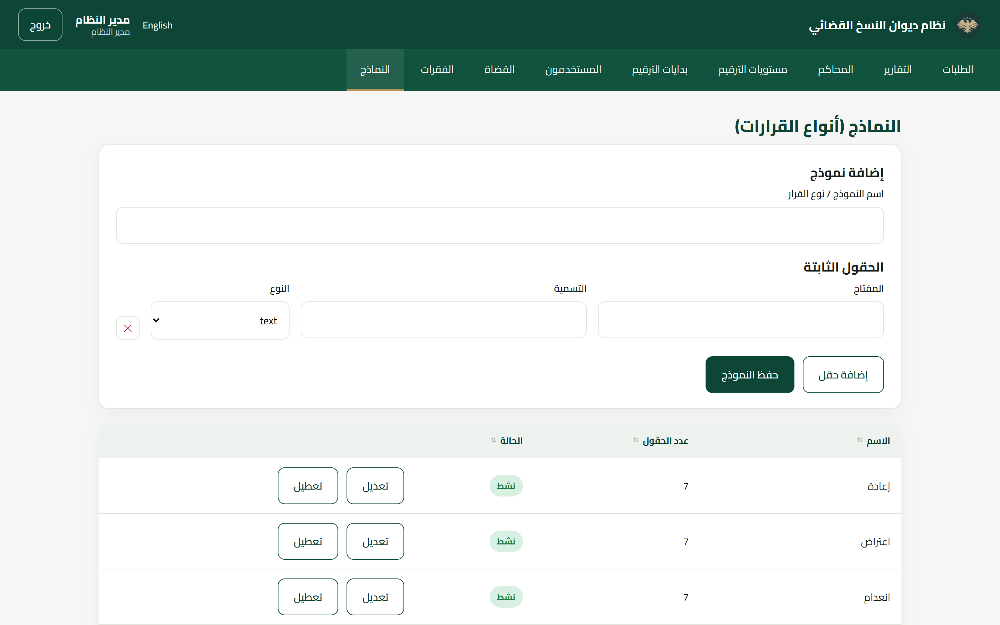 نظام ديوان النسخ القضائي
English
مدير النظام
مدير النظام
خروج
الطلبات
التقارير
المحاكم
مستويات الترقيم
بدايات الترقيم
المستخدمون
القضاة
الفقرات
النماذج
النماذج (أنواع القرارات)
إضافة نموذج
اسم النموذج / نوع القرار
الحقول الثابتة
المفتاح
التسمية
النوع
text
إضافة حقل
حفظ النموذج
الاسم
عدد الحقول
الحالة
إعادة 7 نشط تعديل تعطيل
اعتراض 7 نشط تعديل تعطيل
انعدام 7 نشط تعديل تعطيل